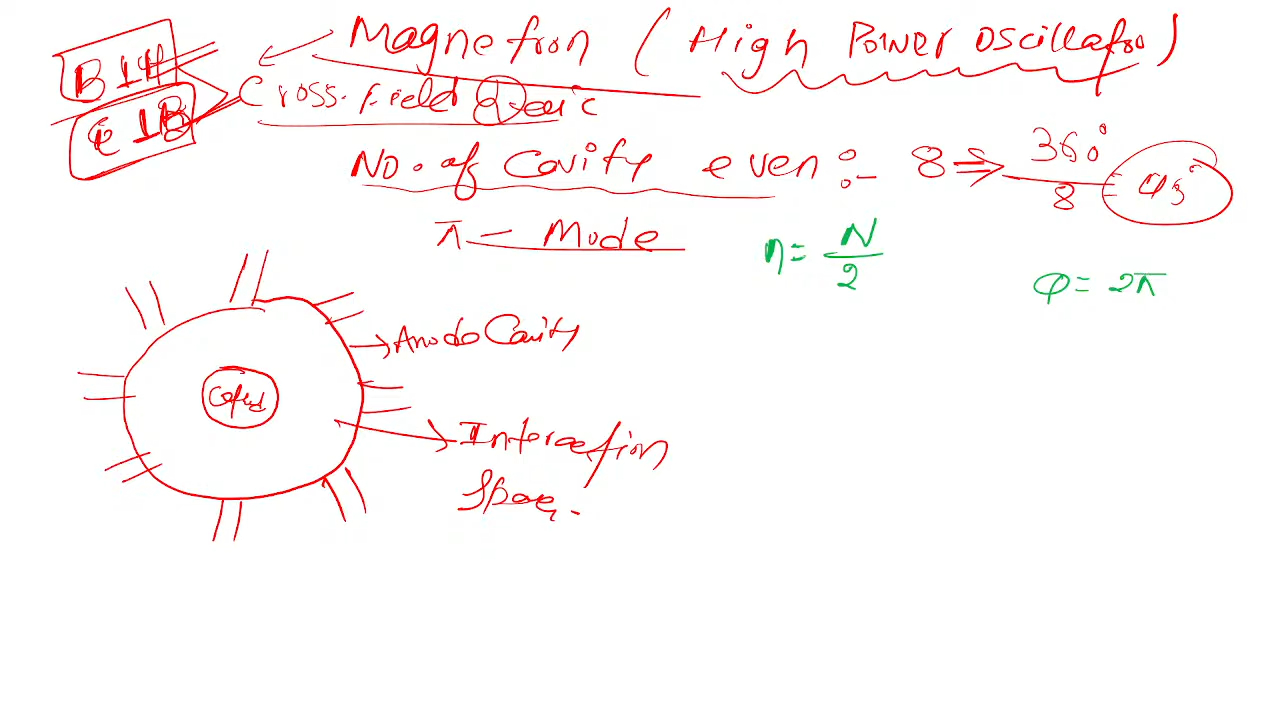 Magnetron (High Power oscillator)
B ⊥ H
E ⊥ B
Cross-field Device
No. of Cavity even :- 8 ⇒ 360°/8 = 45°
π - Mode
n = N/2
φ = 2π
Anode Cavity
Interaction
Space